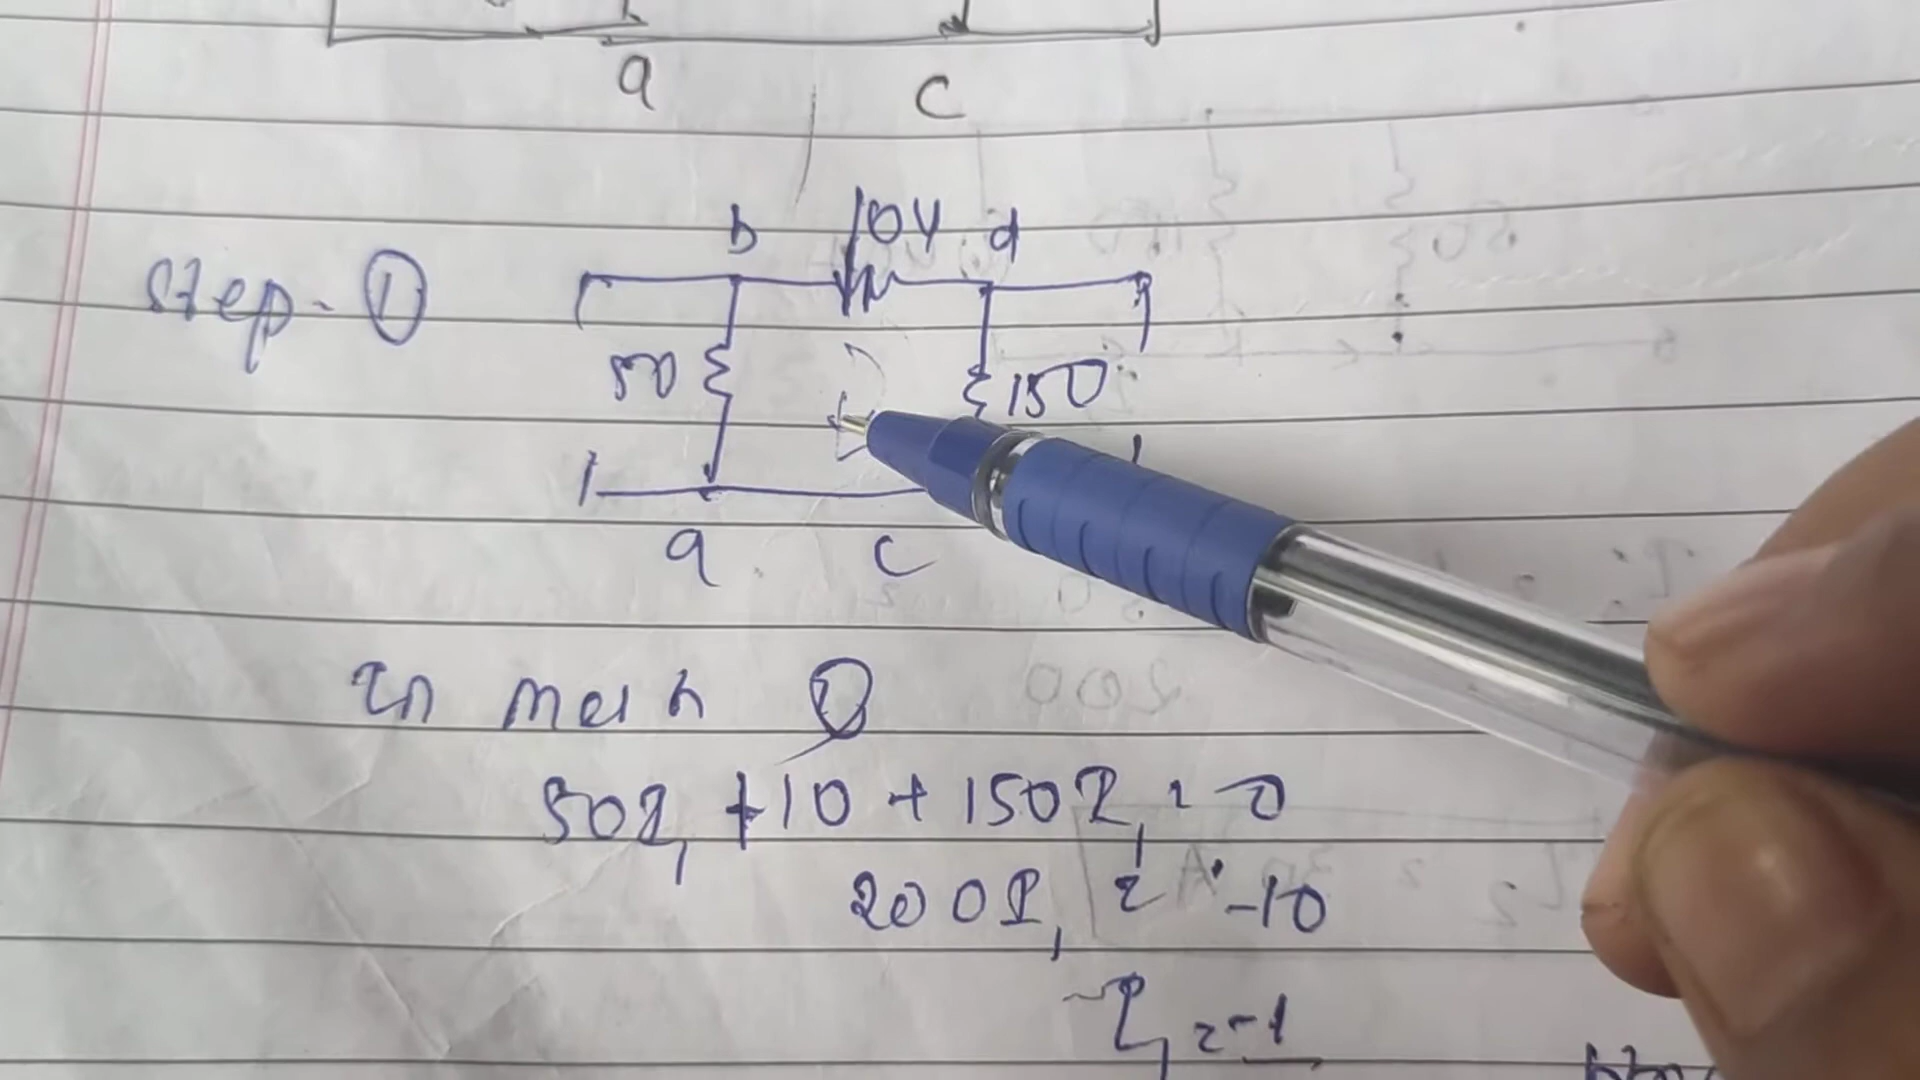 a c
b 10V d
Step-①
50 150
a c
In mesh ①
50I₁ +10 + 150I₁ = 0
200I₁ = -10
I₁ = -1